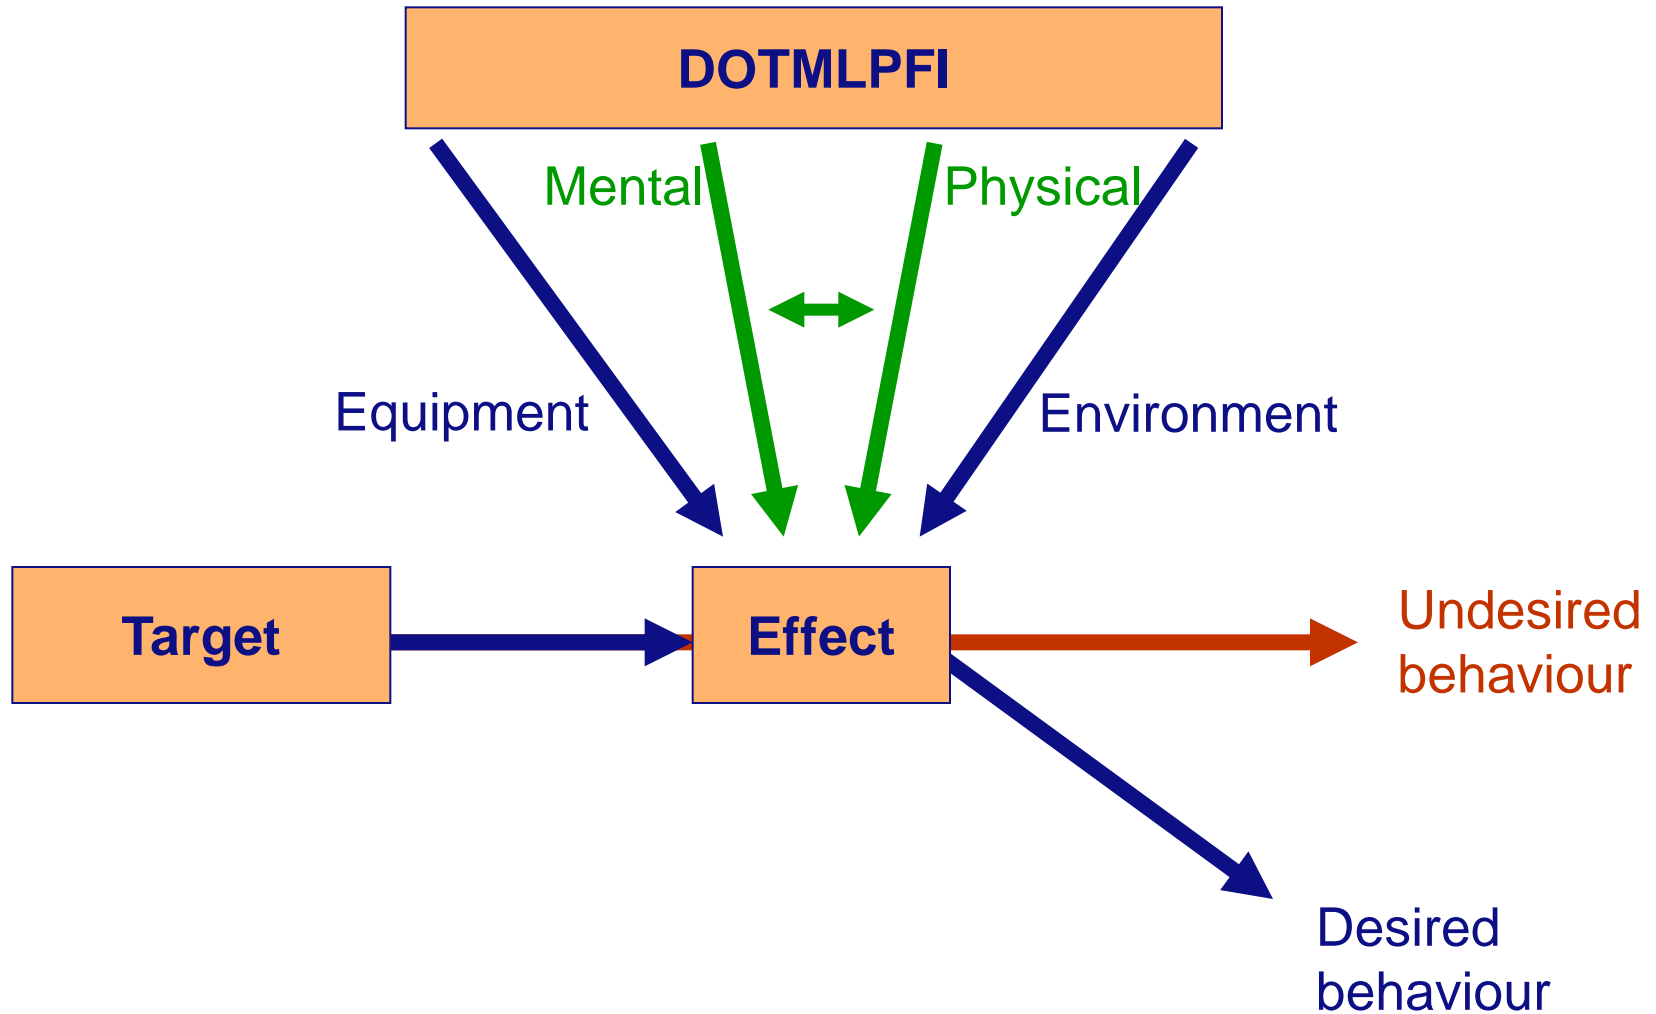 DOTMLPFI
Mental
Physical
Equipment
Environment
Target
Effect
Undesired
behaviour
Desired
behaviour